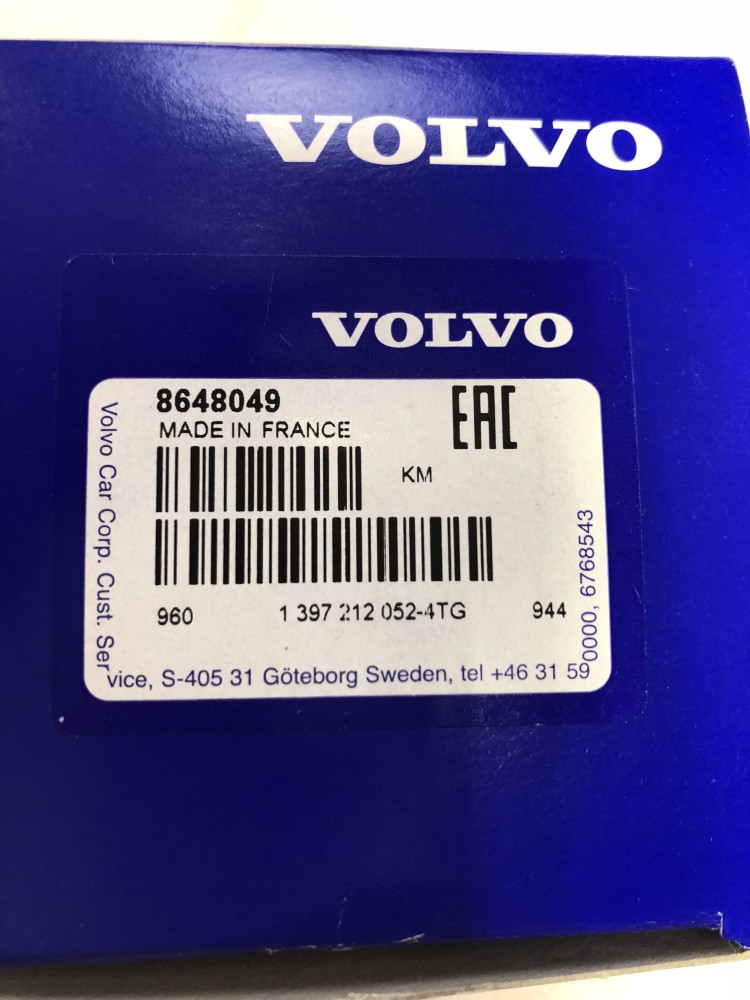 VOLVO
VOLVO
8648049
EAC
MADE IN FRANCE
KM
960 1 397 212 052-4TG 944
Volvo Car Corp. Cust. Service, S-405 31 Göteborg Sweden, tel +46 31 590000, 6768543